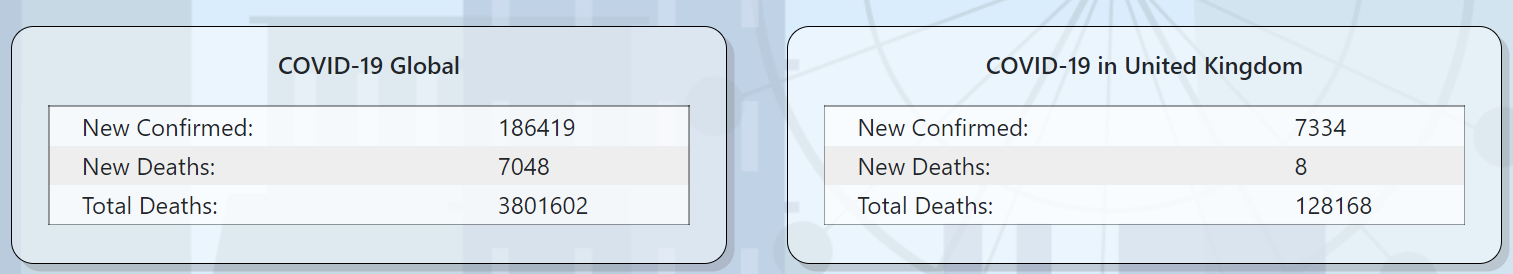 COVID-19 Global
New Confirmed: 186419
New Deaths: 7048
Total Deaths: 3801602
COVID-19 in United Kingdom
New Confirmed: 7334
New Deaths: 8
Total Deaths: 128168